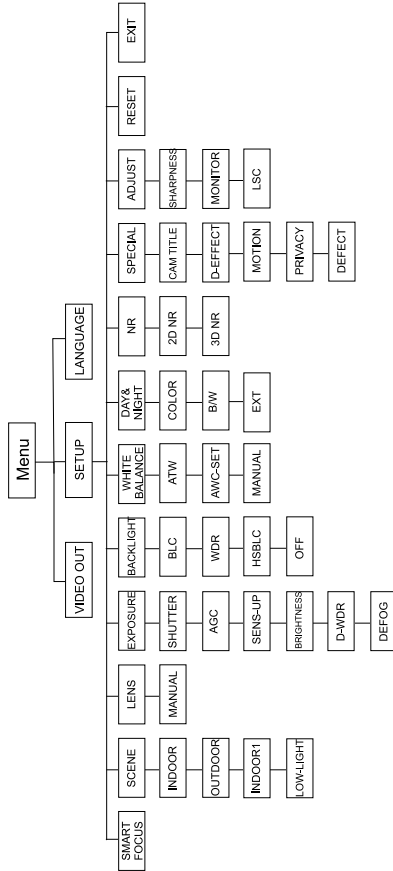 Menu
VIDEO OUT
SETUP
LANGUAGE
SMART
FOCUS
SCENE
INDOOR
OUTDOOR
INDOOR1
LOW-LIGHT
LENS
MANUAL
EXPOSURE
SHUTTER
AGC
SENS-UP
BRIGHTNESS
D-WDR
DEFOG
BACKLIGHT
BLC
WDR
HSBLC
OFF
WHITE
BALANCE
ATW
AWC-SET
MANUAL
DAY&
NIGHT
COLOR
B/W
EXT
NR
2D NR
3D NR
SPECIAL
CAM TITLE
D-EFFECT
MOTION
PRIVACY
DEFECT
ADJUST
SHARPNESS
MONITOR
LSC
RESET
EXIT